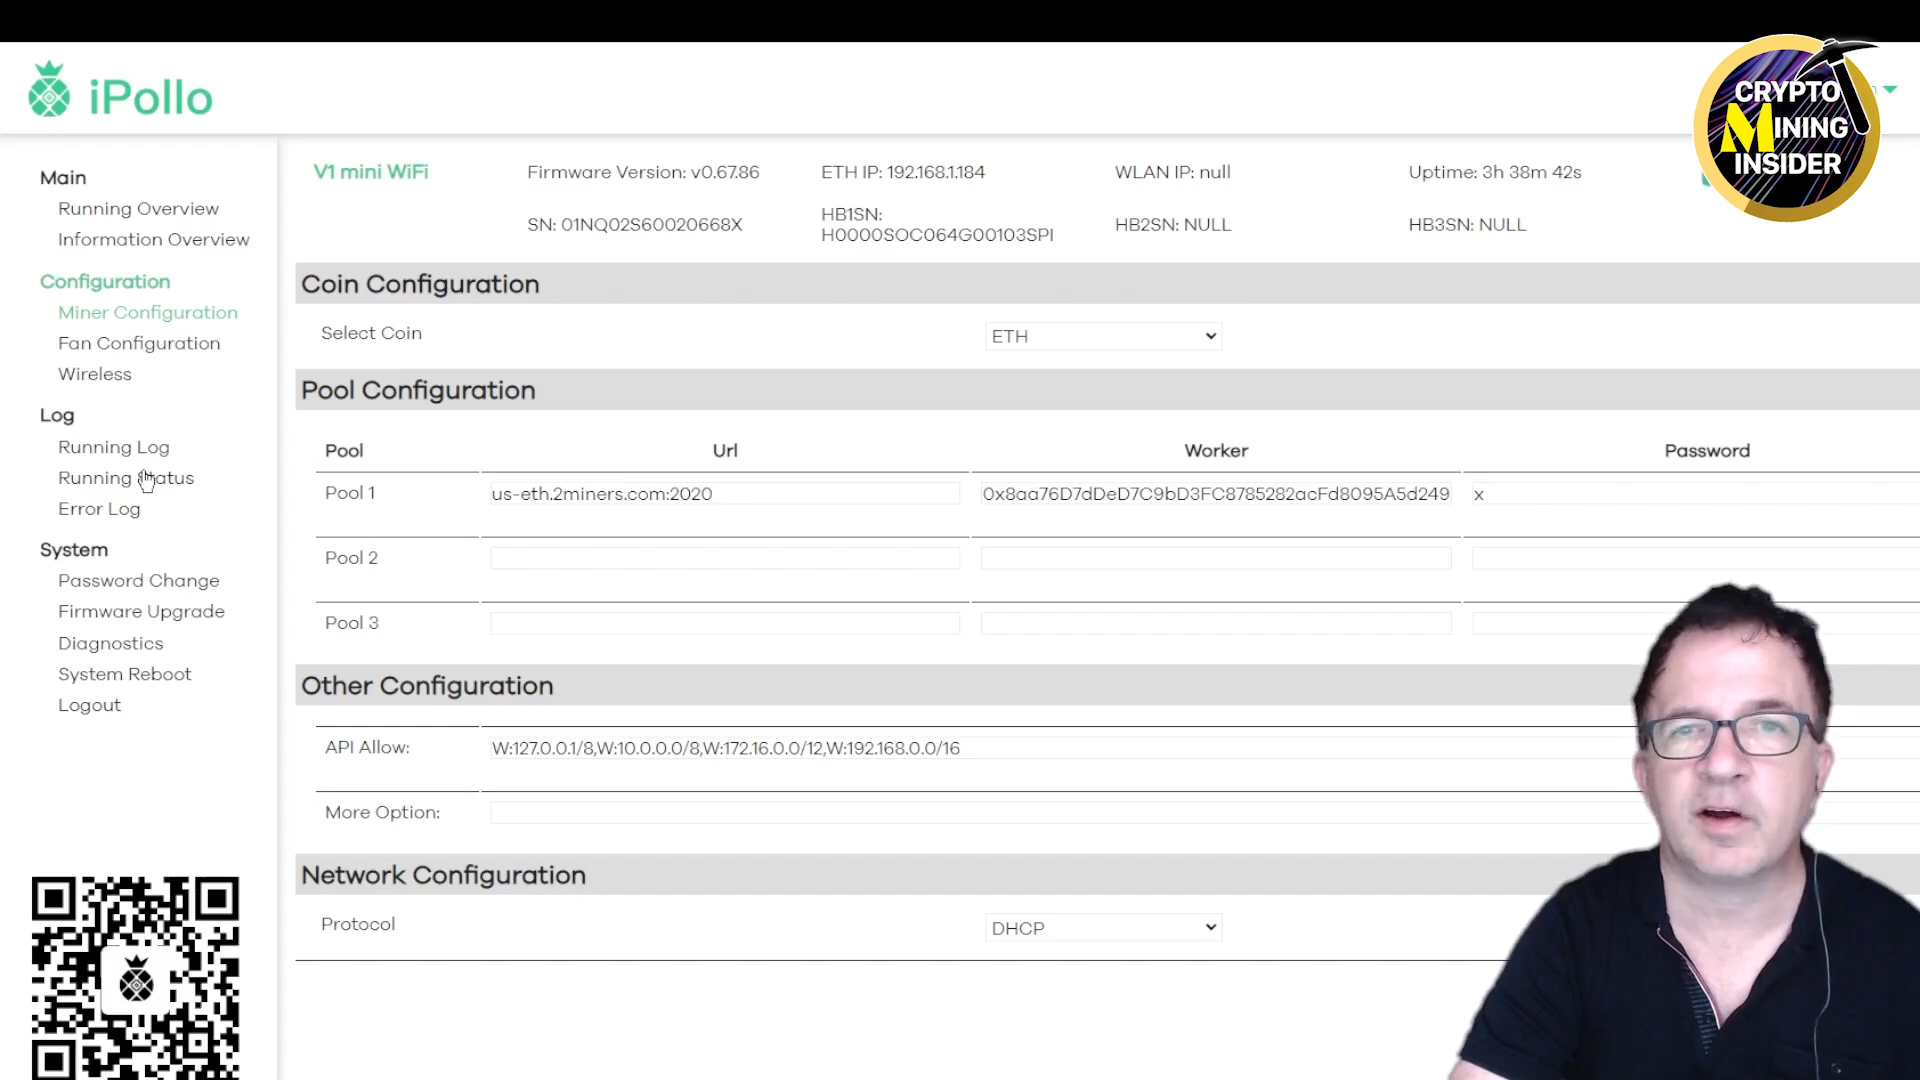 iPollo
CRYPTO
MINING
INSIDER
V1 mini WiFi
Firmware Version: v0.67.86
ETH IP: 192.168.1.184
WLAN IP: null
Uptime: 3h 38m 42s
SN: 01NQ02S60020668X
HB1SN:
H0000SOC064G00103SPI
HB2SN: NULL
HB3SN: NULL
Main
Running Overview
Information Overview
Configuration
Miner Configuration
Fan Configuration
Wireless
Log
Running Log
Running Status
Error Log
System
Password Change
Firmware Upgrade
Diagnostics
System Reboot
Logout
Coin Configuration
Select Coin
ETH
Pool Configuration
Pool
Url
Worker
Password
Pool 1
us-eth.2miners.com:2020
0x8aa76D7dDeD7C9bD3FC8785282acFd8095A5d249
x
Pool 2
Pool 3
Other Configuration
API Allow:
W:127.0.0.1/8,W:10.0.0.0/8,W:172.16.0.0/12,W:192.168.0.0/16
More Option:
Network Configuration
Protocol
DHCP